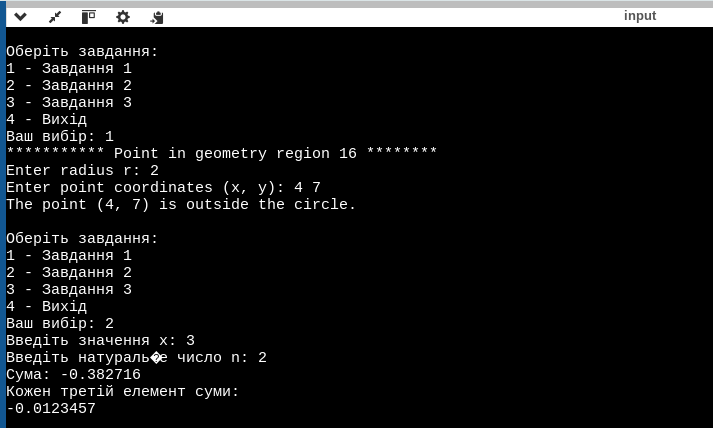 input
Оберіть завдання:
1 - Завдання 1
2 - Завдання 2
3 - Завдання 3
4 - Вихід
Ваш вибір: 1
*********** Point in geometry region 16 ********
Enter radius r: 2
Enter point coordinates (x, y): 4 7
The point (4, 7) is outside the circle.
Оберіть завдання:
1 - Завдання 1
2 - Завдання 2
3 - Завдання 3
4 - Вихід
Ваш вибір: 2
Введіть значення x: 3
Введіть натураль�е число n: 2
Сума: -0.382716
Кожен третій елемент суми:
-0.0123457